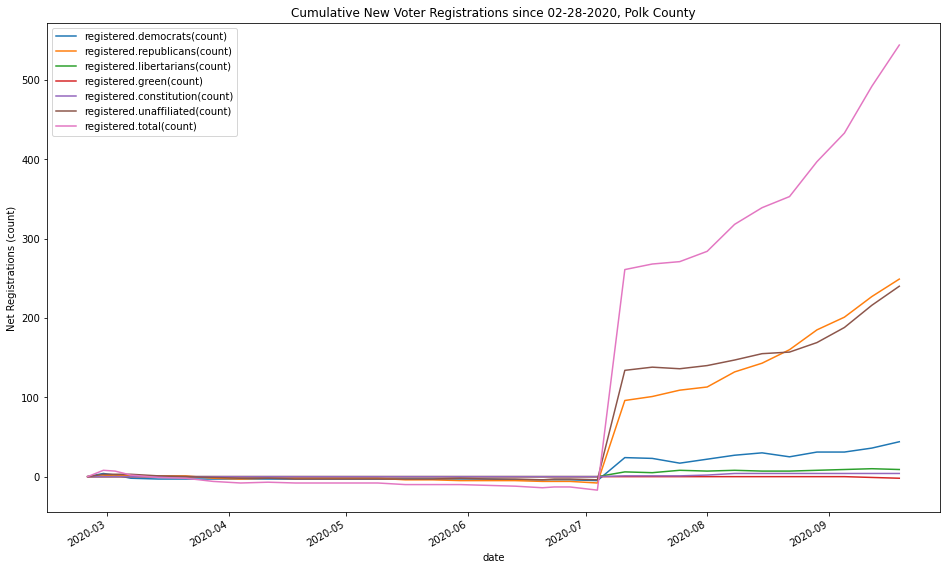 Cumulative New Voter Registrations since 02-28-2020, Polk County
registered.democrats(count)
registered.republicans(count)
registered.libertarians(count)
registered.green(count)
registered.constitution(count)
registered.unaffiliated(count)
registered.total(count)
500
400
300
200
100
0
Net Registrations (count)
2020-03
2020-04
2020-05
2020-06
2020-07
2020-08
2020-09
date